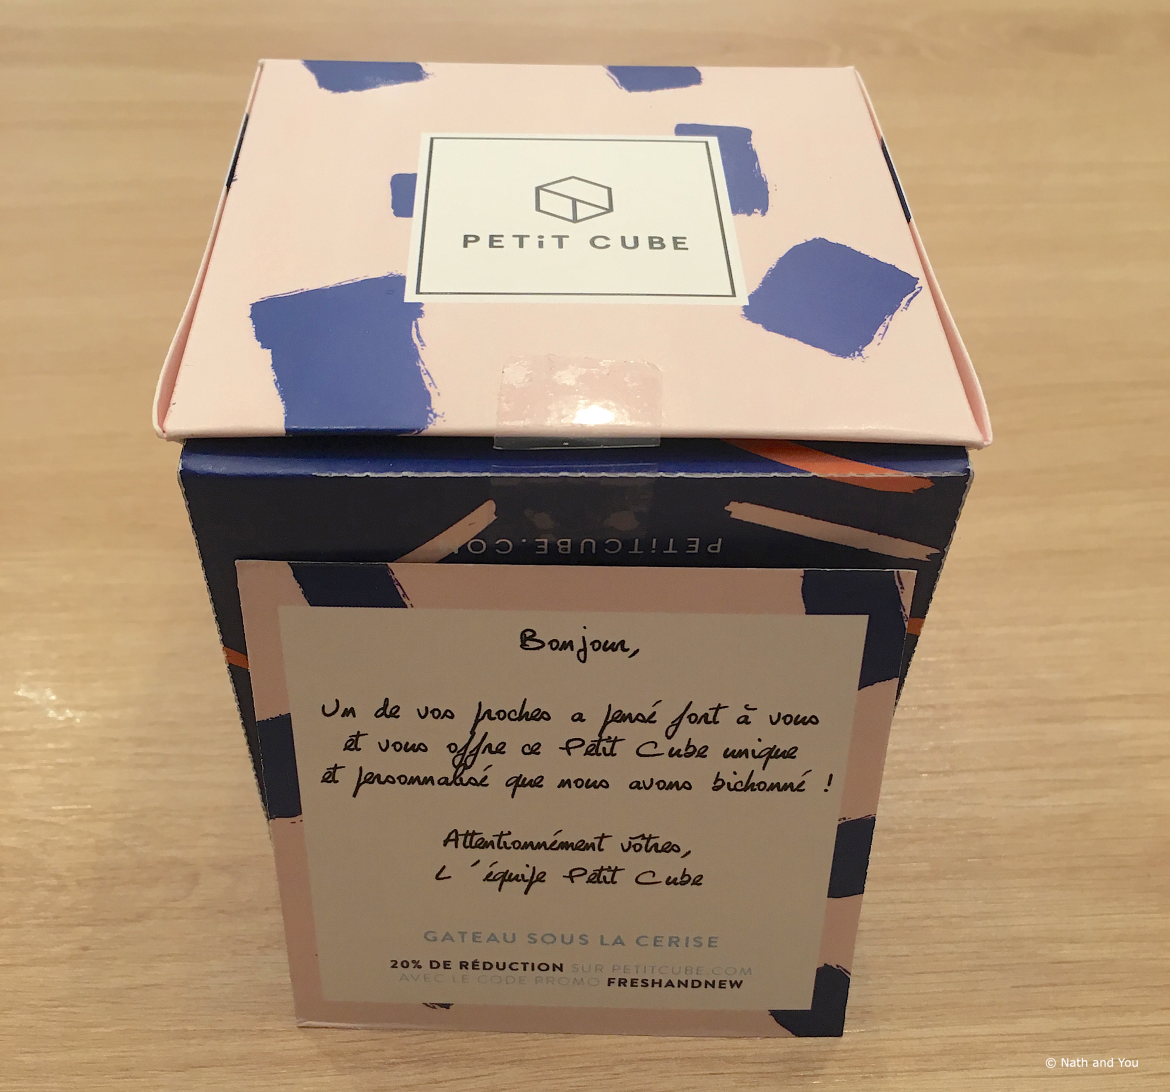 PETiT CUBE
PETiTCUBE.COM
Bonjour,
Un de vos proches a pensé fort à vous
et vous offre ce Petit Cube unique
et personnalisé que nous avons bichonné !
Attentionnément vôtres,
L'équipe Petit Cube
GATEAU SOUS LA CERISE
20% DE RÉDUCTION SUR PETITCUBE.COM
AVEC LE CODE PROMO FRESHANDNEW
© Nath and You